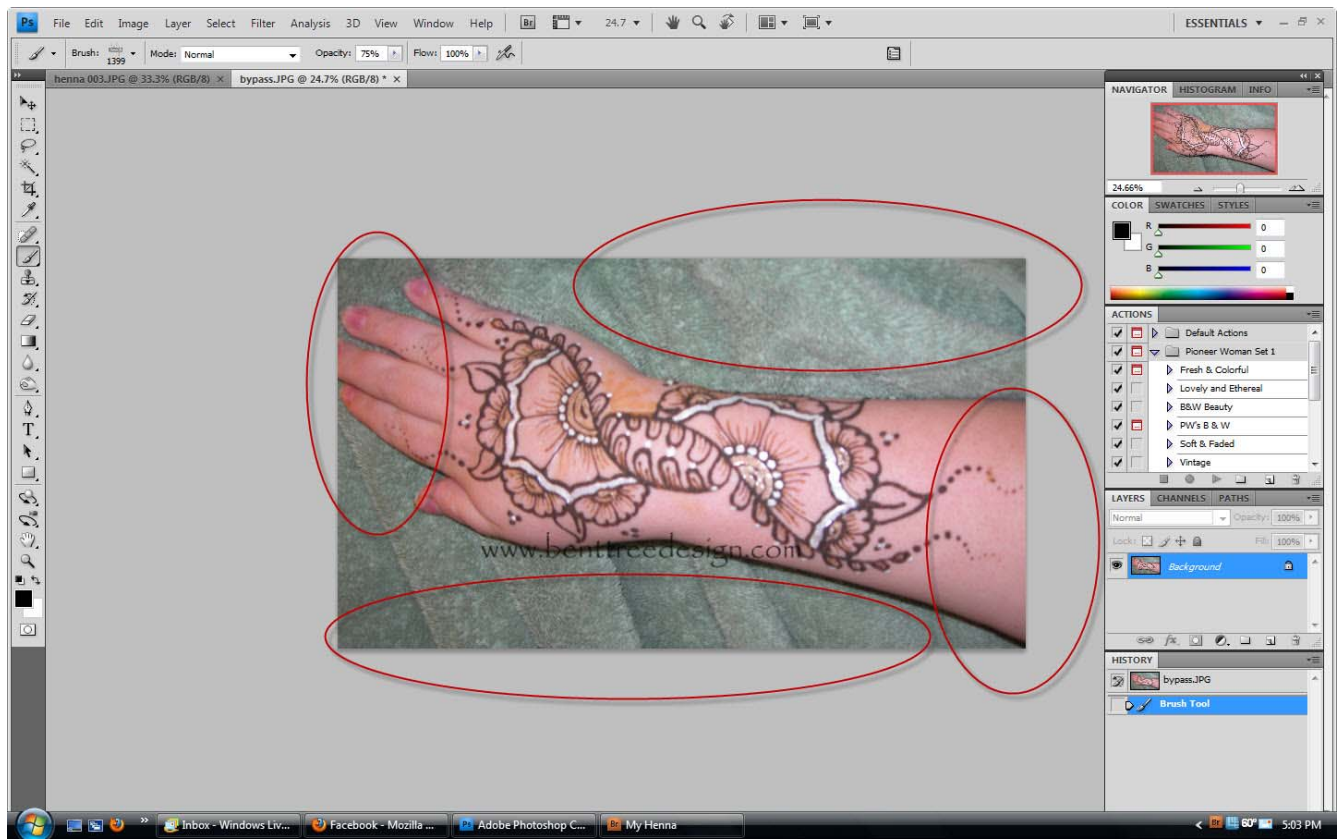 Ps File Edit Image Layer Select Filter Analysis 3D View Window Help Br 24.7 ESSENTIALS
Brush: 1399 Mode: Normal Opacity: 75% Flow: 100%
henna 003.JPG @ 33.3% (RGB/8) × bypass.JPG @ 24.7% (RGB/8) * ×
NAVIGATOR HISTOGRAM INFO
24.66%
COLOR SWATCHES STYLES
R 0
G 0
B 0
ACTIONS
Default Actions
Pioneer Woman Set 1
Fresh & Colorful
Lovely and Ethereal
B&W Beauty
PW's B & W
Soft & Faded
Vintage
LAYERS CHANNELS PATHS
Normal Opacity: 100%
Lock: Fill: 100%
Background
HISTORY
bypass.JPG
Brush Tool
www.benttreedesign.com
Inbox - Windows Liv... Facebook - Mozilla ... Ps Adobe Photoshop C... Br My Henna Br 60° 5:03 PM